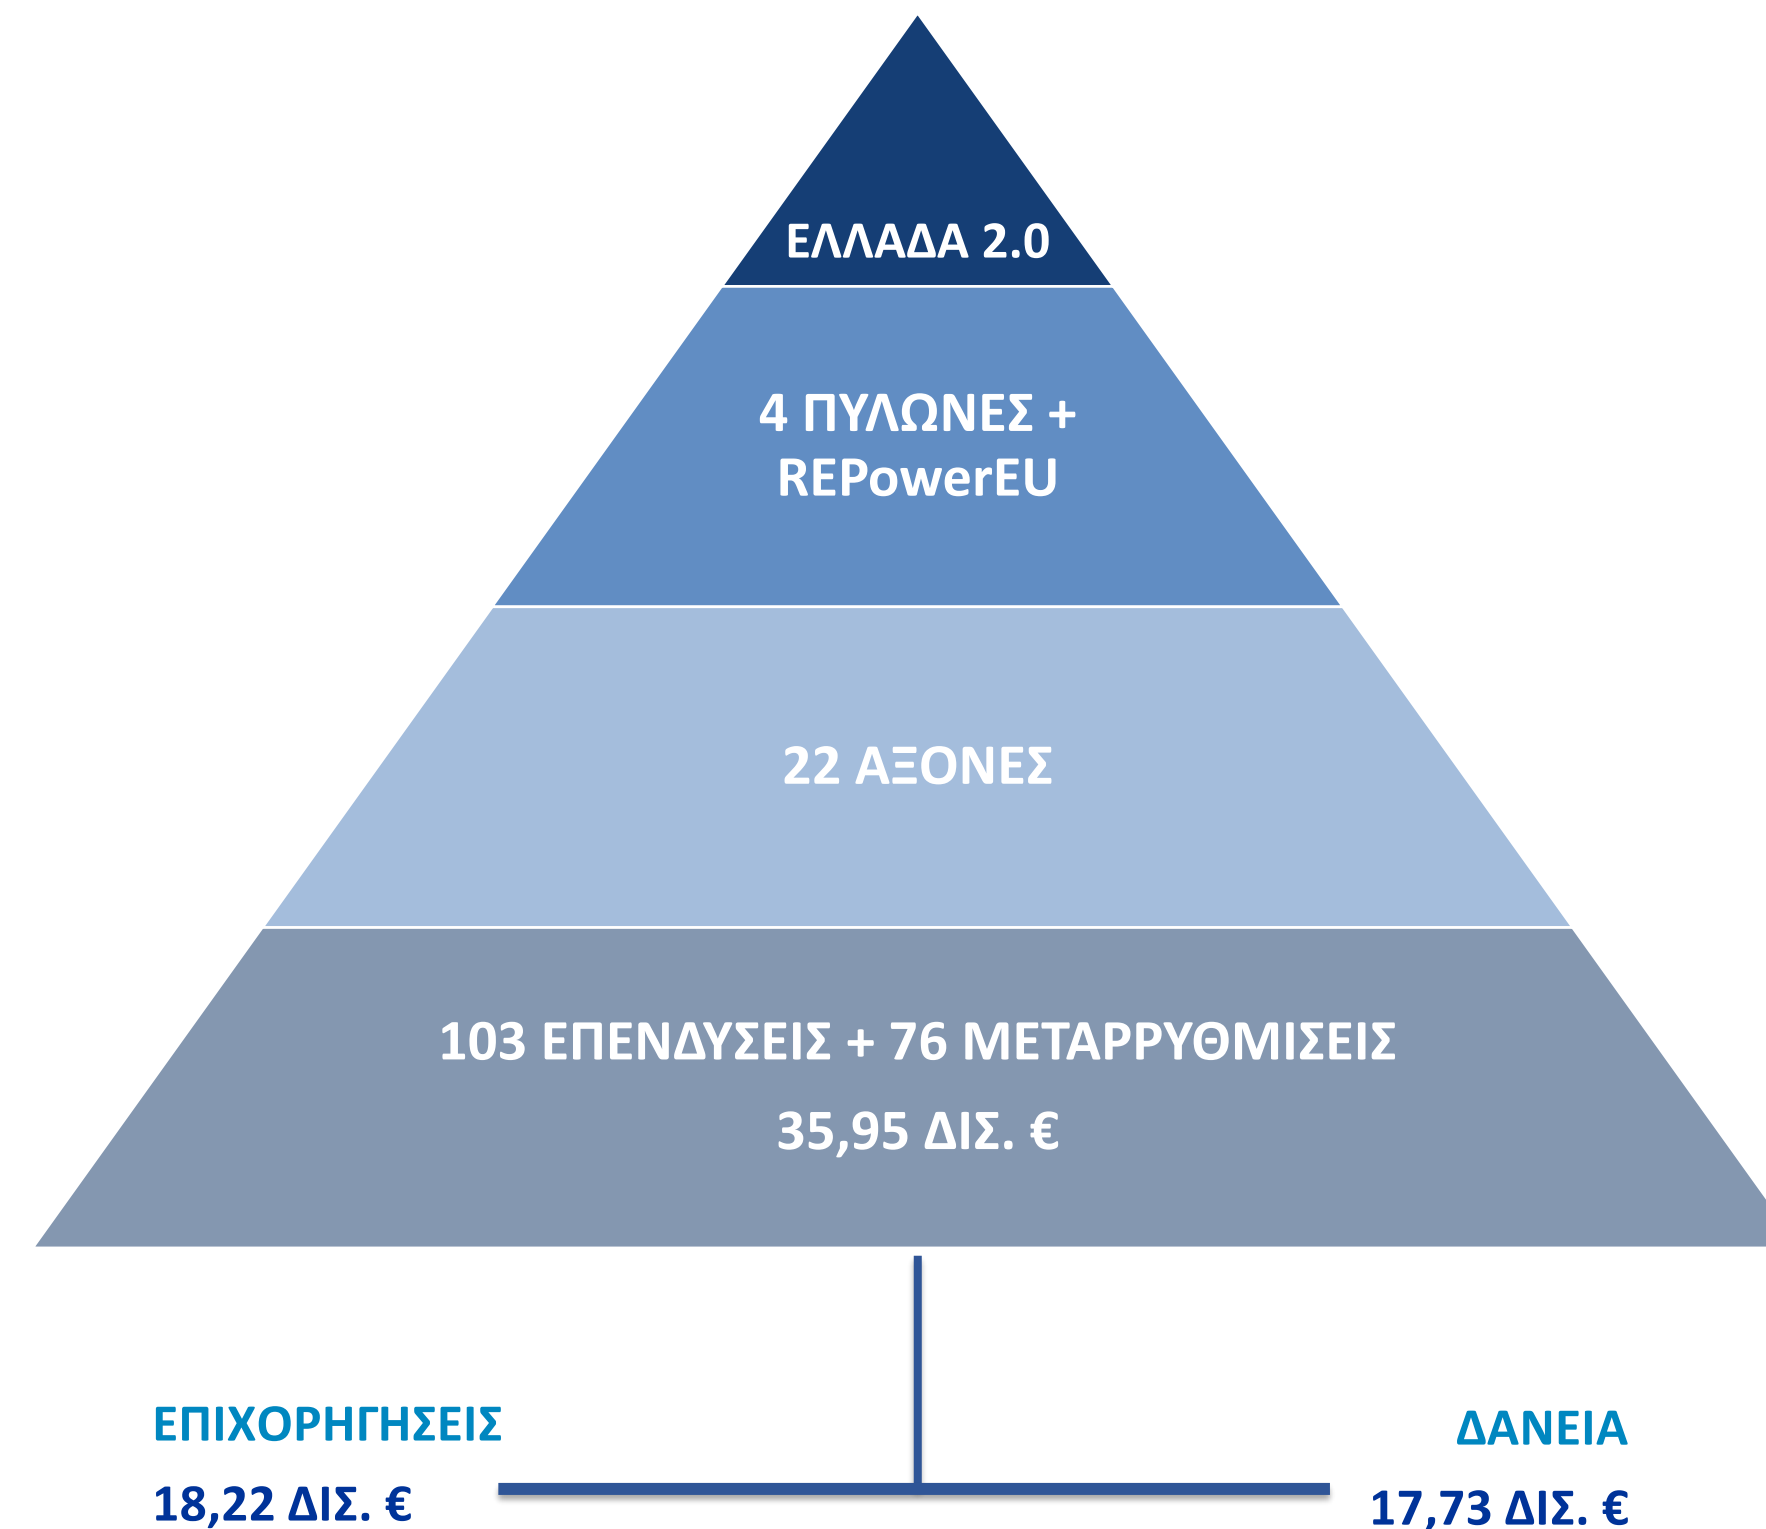 ΕΛΛΑΔΑ 2.0
4 ΠΥΛΩΝΕΣ +
REPowerEU
22 ΑΞΟΝΕΣ
103 ΕΠΕΝΔΥΣΕΙΣ + 76 ΜΕΤΑΡΡΥΘΜΙΣΕΙΣ
35,95 ΔΙΣ. €
ΕΠΙΧΟΡΗΓΗΣΕΙΣ
18,22 ΔΙΣ. €
ΔΑΝΕΙΑ
17,73 ΔΙΣ. €